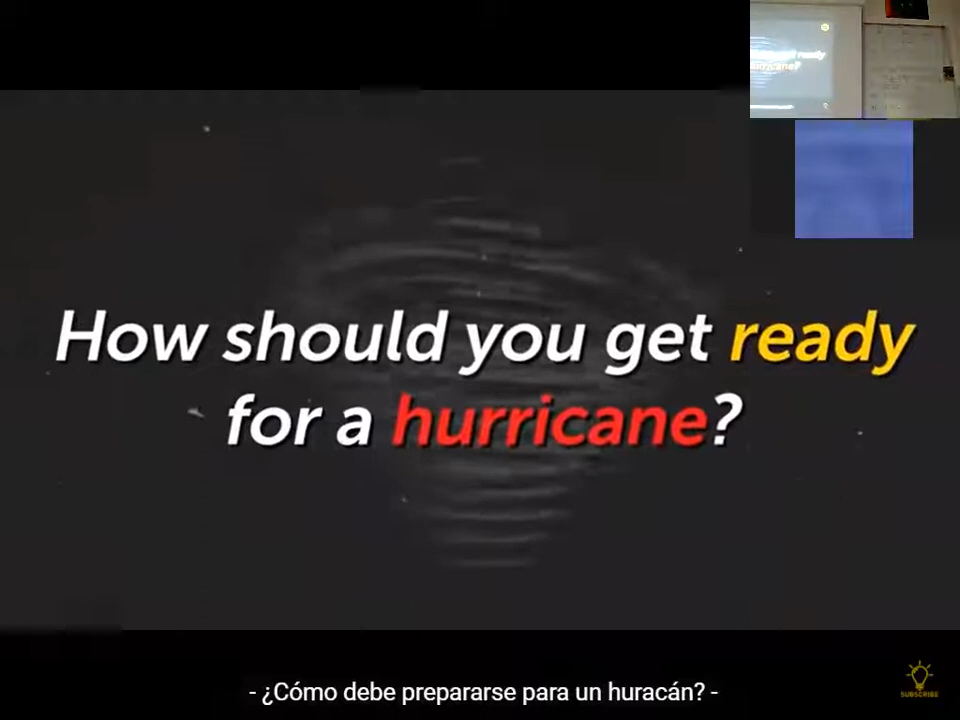 How should you get ready
for a hurricane?
- ¿Cómo debe prepararse para un huracán? -
SUBSCRIBE